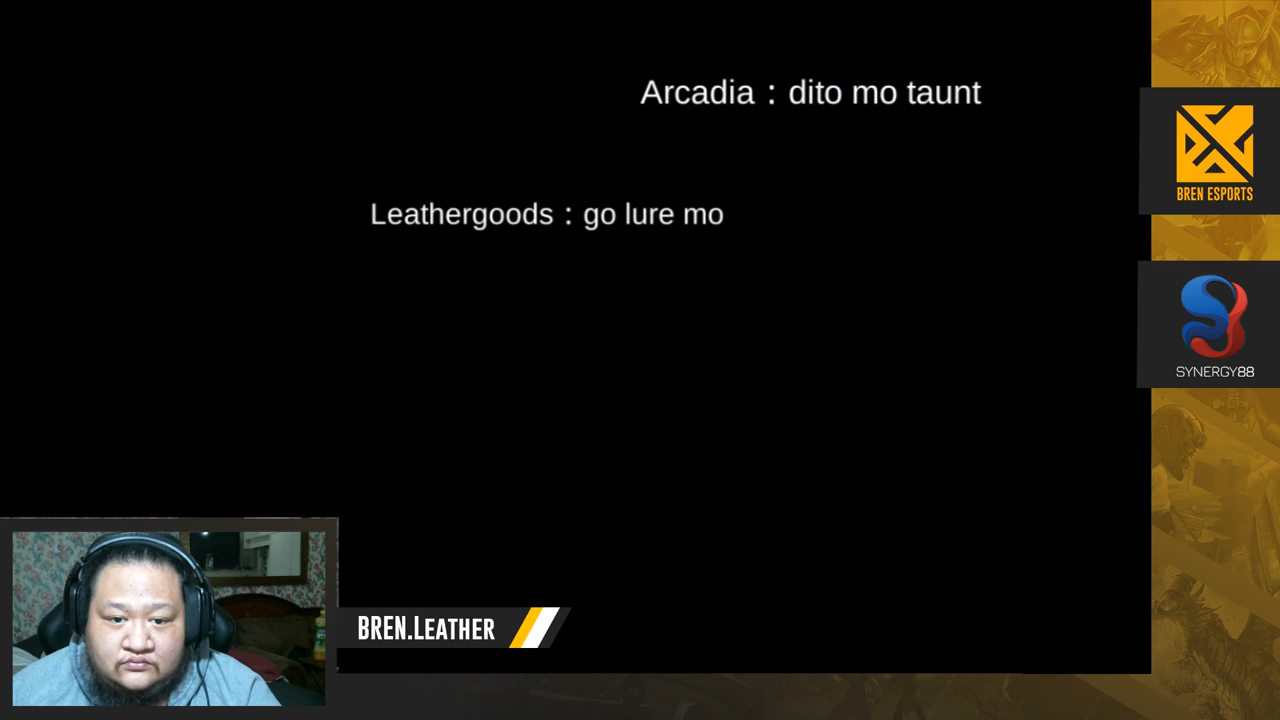 Arcadia : dito mo taunt
BREN ESPORTS
Leathergoods : go lure mo
SYNERGY88
BREN.LEATHER